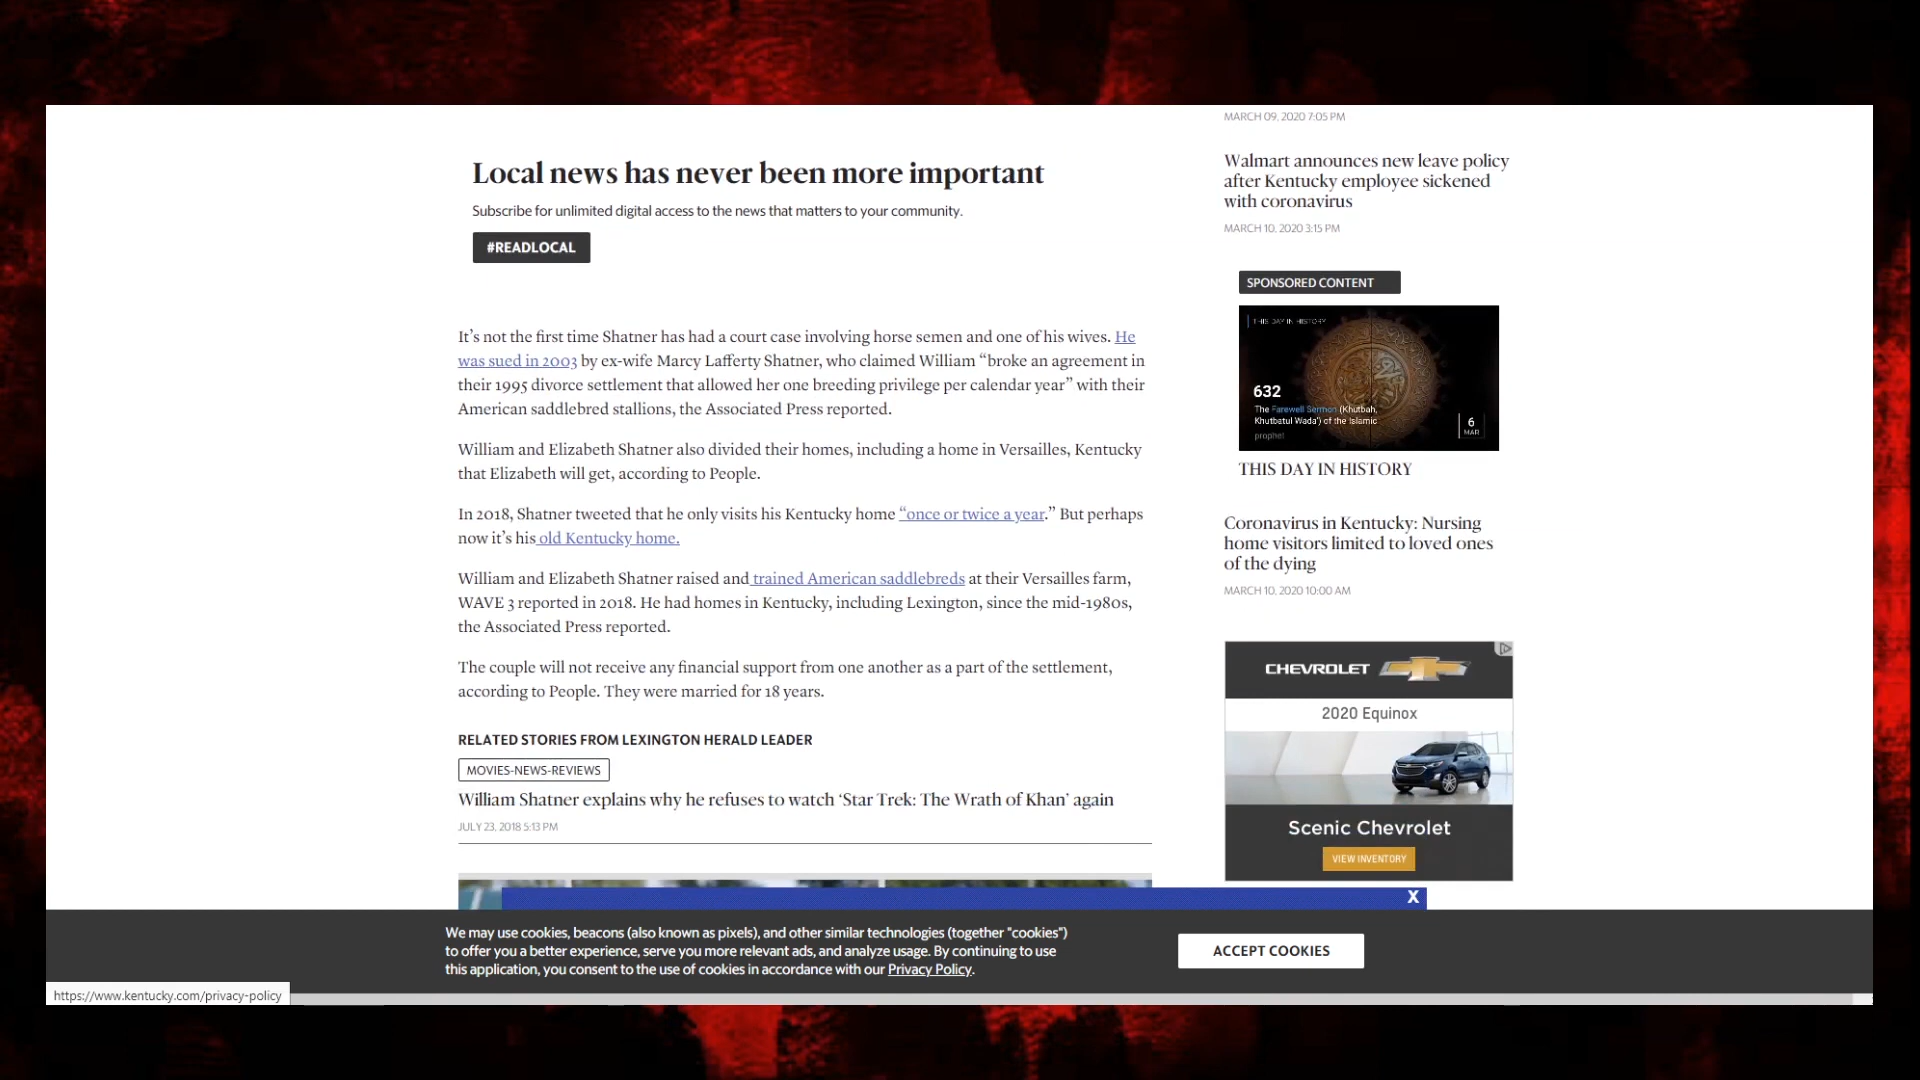 Local news has never been more important
Subscribe for unlimited digital access to the news that matters to your community.
#READLOCAL
It’s not the first time Shatner has had a court case involving horse semen and one of his wives. He
was sued in 2003 by ex-wife Marcy Lafferty Shatner, who claimed William “broke an agreement in
their 1995 divorce settlement that allowed her one breeding privilege per calendar year” with their
American saddlebred stallions, the Associated Press reported.
William and Elizabeth Shatner also divided their homes, including a home in Versailles, Kentucky
that Elizabeth will get, according to People.
In 2018, Shatner tweeted that he only visits his Kentucky home “once or twice a year.” But perhaps
now it’s his old Kentucky home.
William and Elizabeth Shatner raised and trained American saddlebreds at their Versailles farm,
WAVE 3 reported in 2018. He had homes in Kentucky, including Lexington, since the mid-1980s,
the Associated Press reported.
The couple will not receive any financial support from one another as a part of the settlement,
according to People. They were married for 18 years.
RELATED STORIES FROM LEXINGTON HERALD LEADER
MOVIES-NEWS-REVIEWS
William Shatner explains why he refuses to watch ‘Star Trek: The Wrath of Khan’ again
JULY 23, 2018 5:13 PM
MARCH 09, 2020 7:05 PM
Walmart announces new leave policy
after Kentucky employee sickened
with coronavirus
MARCH 10, 2020 3:15 PM
SPONSORED CONTENT
THIS DAY IN HISTORY
632
The Farewell Sermon (Khutbah,
Khutbatul Wada') of the Islamic
prophet
6
MAR
THIS DAY IN HISTORY
Coronavirus in Kentucky: Nursing
home visitors limited to loved ones
of the dying
MARCH 10, 2020 10:00 AM
CHEVROLET
2020 Equinox
Scenic Chevrolet
VIEW INVENTORY
X
We may use cookies, beacons (also known as pixels), and other similar technologies (together "cookies")
to offer you a better experience, serve you more relevant ads, and analyze usage. By continuing to use
this application, you consent to the use of cookies in accordance with our Privacy Policy.
ACCEPT COOKIES
https://www.kentucky.com/privacy-policy